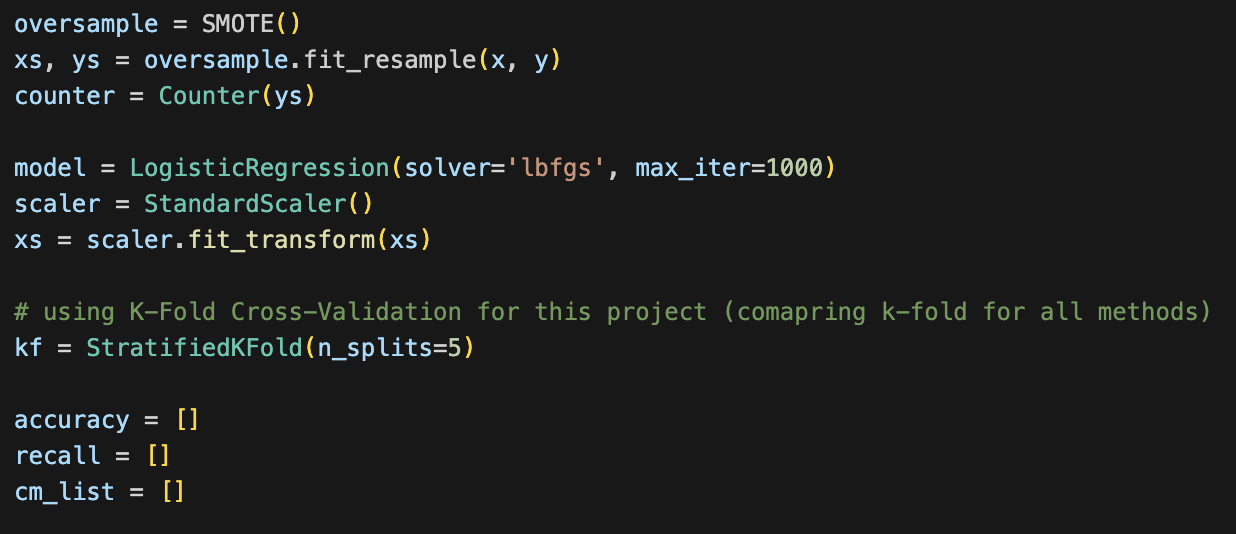 oversample = SMOTE()
xs, ys = oversample.fit_resample(x, y)
counter = Counter(ys)
model = LogisticRegression(solver='lbfgs', max_iter=1000)
scaler = StandardScaler()
xs = scaler.fit_transform(xs)
# using K-Fold Cross-Validation for this project (comapring k-fold for all methods)
kf = StratifiedKFold(n_splits=5)
accuracy = []
recall = []
cm_list = []